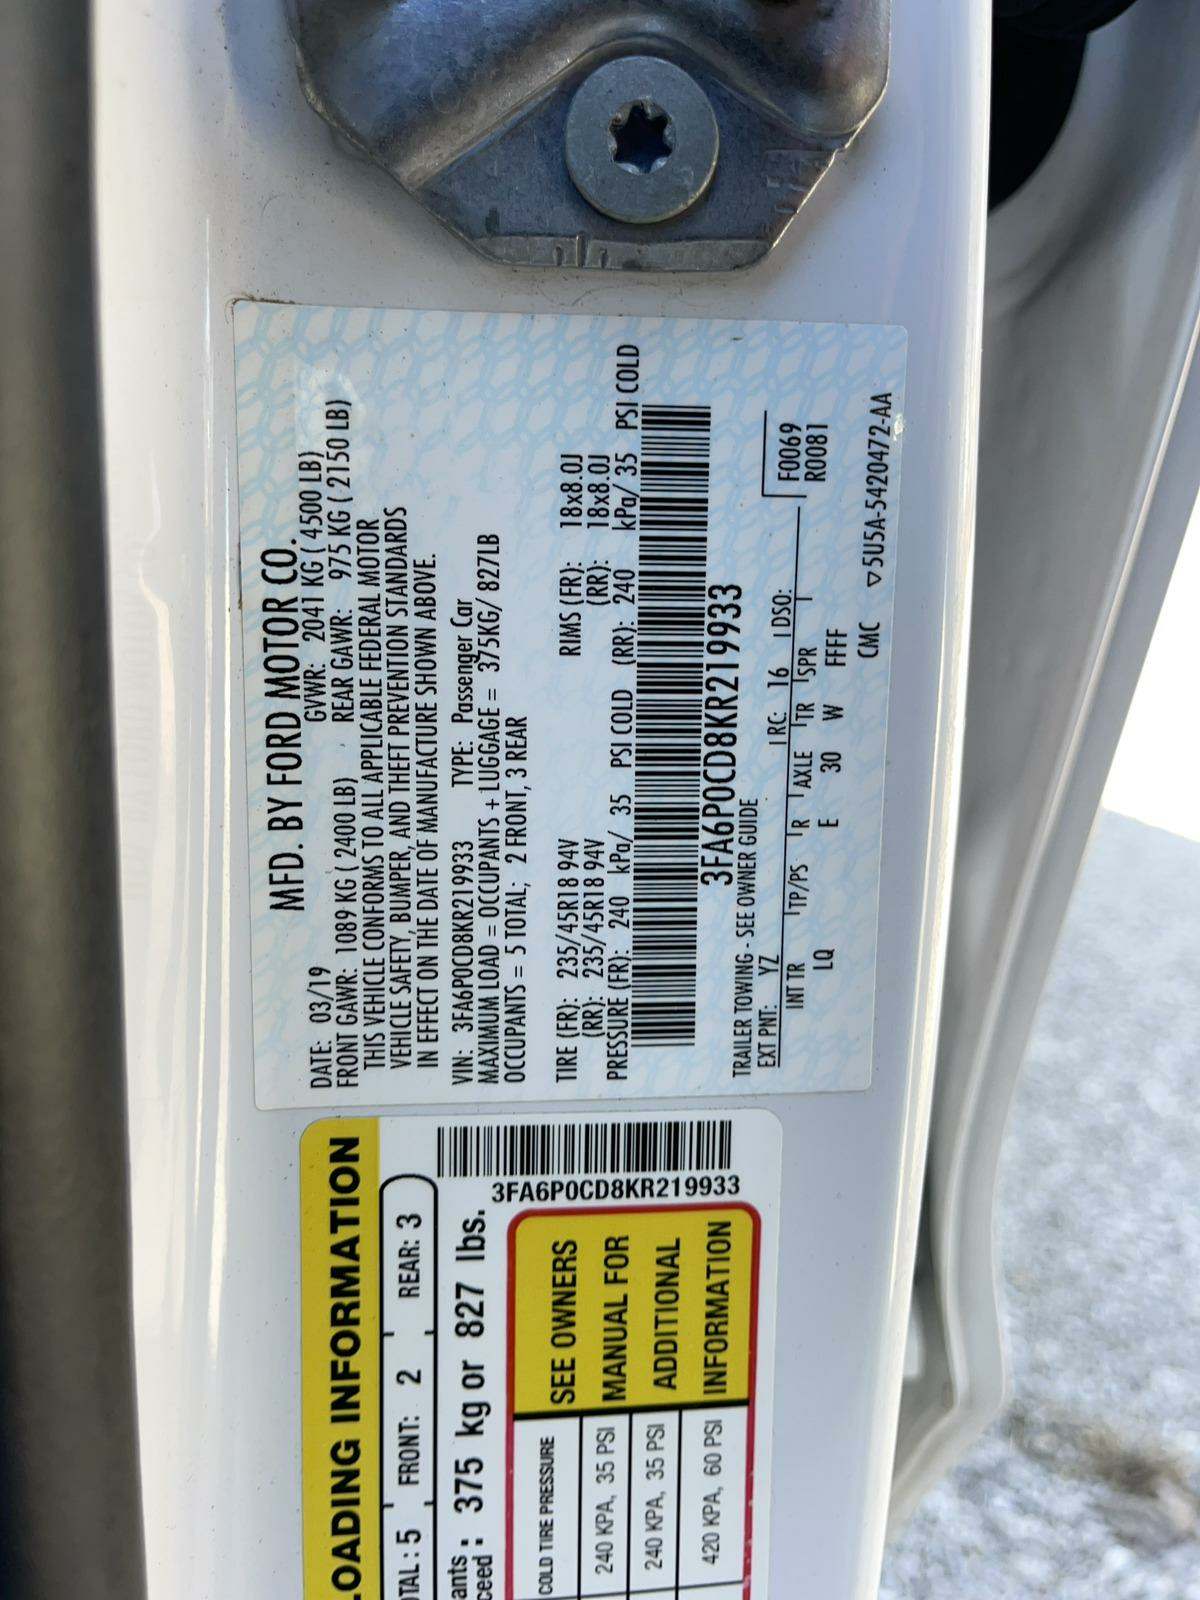 MFD. BY FORD MOTOR CO.
DATE: 03/19 GVWR: 2041 KG ( 4500 LB)
FRONT GAWR: 1089 KG ( 2400 LB) REAR GAWR: 975 KG ( 2150 LB)
THIS VEHICLE CONFORMS TO ALL APPLICABLE FEDERAL MOTOR
VEHICLE SAFETY, BUMPER, AND THEFT PREVENTION STANDARDS
IN EFFECT ON THE DATE OF MANUFACTURE SHOWN ABOVE.
VIN: 3FA6P0CD8KR219933 TYPE: Passenger Car
MAXIMUM LOAD = OCCUPANTS + LUGGAGE = 375KG/ 827LB
OCCUPANTS = 5 TOTAL; 2 FRONT, 3 REAR
TIRE (FR): 235/45R18 94V RIMS (FR): 18x8.0J
(RR): 235/45R18 94V (RR): 18x8.0J
PRESSURE (FR): 240 kPa/ 35 PSI COLD (RR): 240 kPa/ 35 PSI COLD
3FA6P0CD8KR219933
TRAILER TOWING - SEE OWNER GUIDE
EXT PNT: YZ RC: 16 DSO: F0069
INT TR TP/PS R AXLE TR SPR R0081
LQ E 30 W FFFF
CMC ▽5U5A-5420472-AA
LOADING INFORMATION
OTAL : 5 FRONT: 2 REAR: 3
ants
ceed : 375 kg or 827 lbs.
3FA6P0CD8KR219933
COLD TIRE PRESSURE
240 KPA, 35 PSI
240 KPA, 35 PSI
420 KPA, 60 PSI
SEE OWNERS
MANUAL FOR
ADDITIONAL
INFORMATION